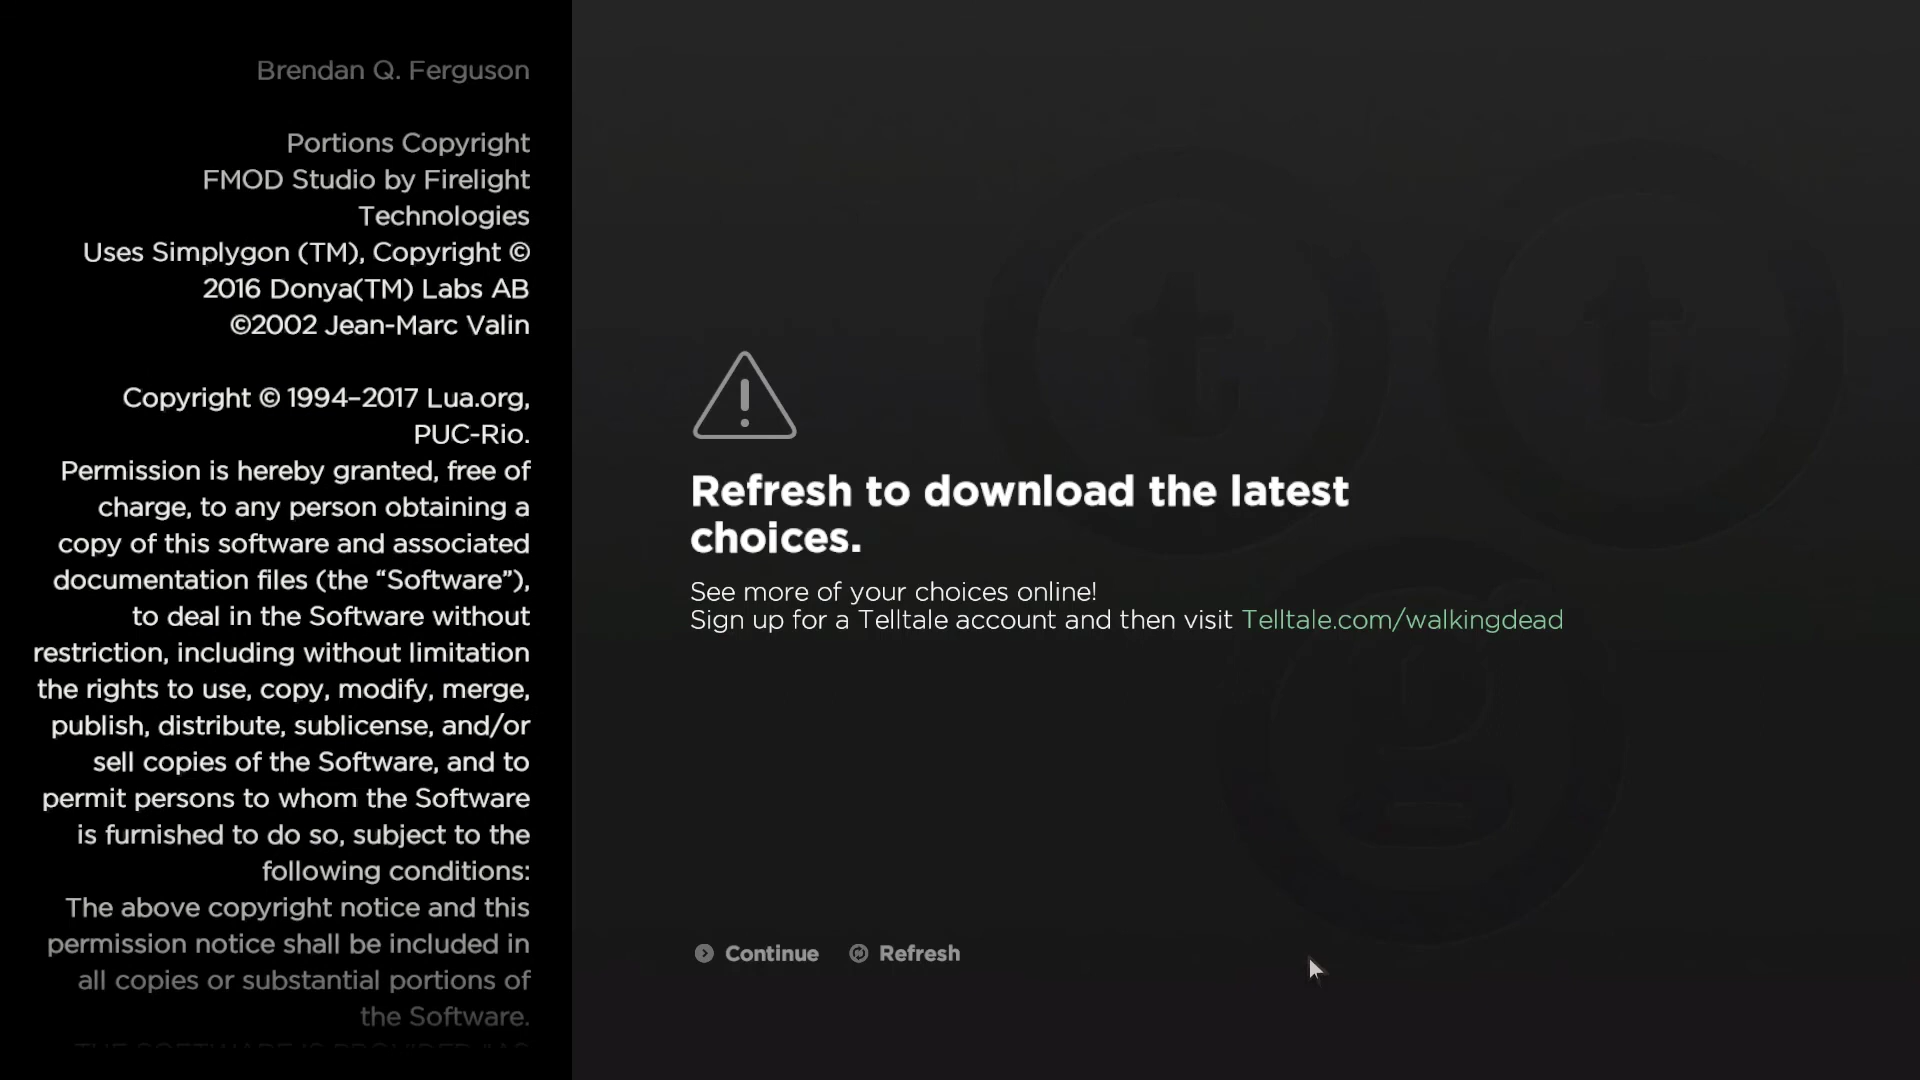 Brendan Q. Ferguson
Portions Copyright
FMOD Studio by Firelight
Technologies
Uses Simplygon (TM), Copyright ©
2016 Donya(TM) Labs AB
©2002 Jean-Marc Valin
Copyright © 1994–2017 Lua.org,
PUC-Rio.
Permission is hereby granted, free of
charge, to any person obtaining a
copy of this software and associated
documentation files (the “Software”),
to deal in the Software without
restriction, including without limitation
the rights to use, copy, modify, merge,
publish, distribute, sublicense, and/or
sell copies of the Software, and to
permit persons to whom the Software
is furnished to do so, subject to the
following conditions:
The above copyright notice and this
permission notice shall be included in
all copies or substantial portions of
the Software.
THE SOFTWARE IS PROVIDED "AS
Refresh to download the latest
choices.
See more of your choices online!
Sign up for a Telltale account and then visit Telltale.com/walkingdead
Continue Refresh
t t
g